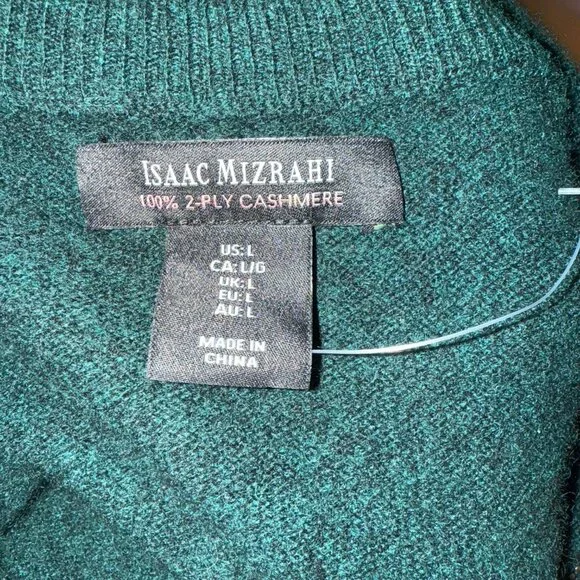 ISAAC MIZRAHI
100% 2-PLY CASHMERE
US: L
CA: L/G
UK: L
EU: L
AU: L
MADE IN
CHINA